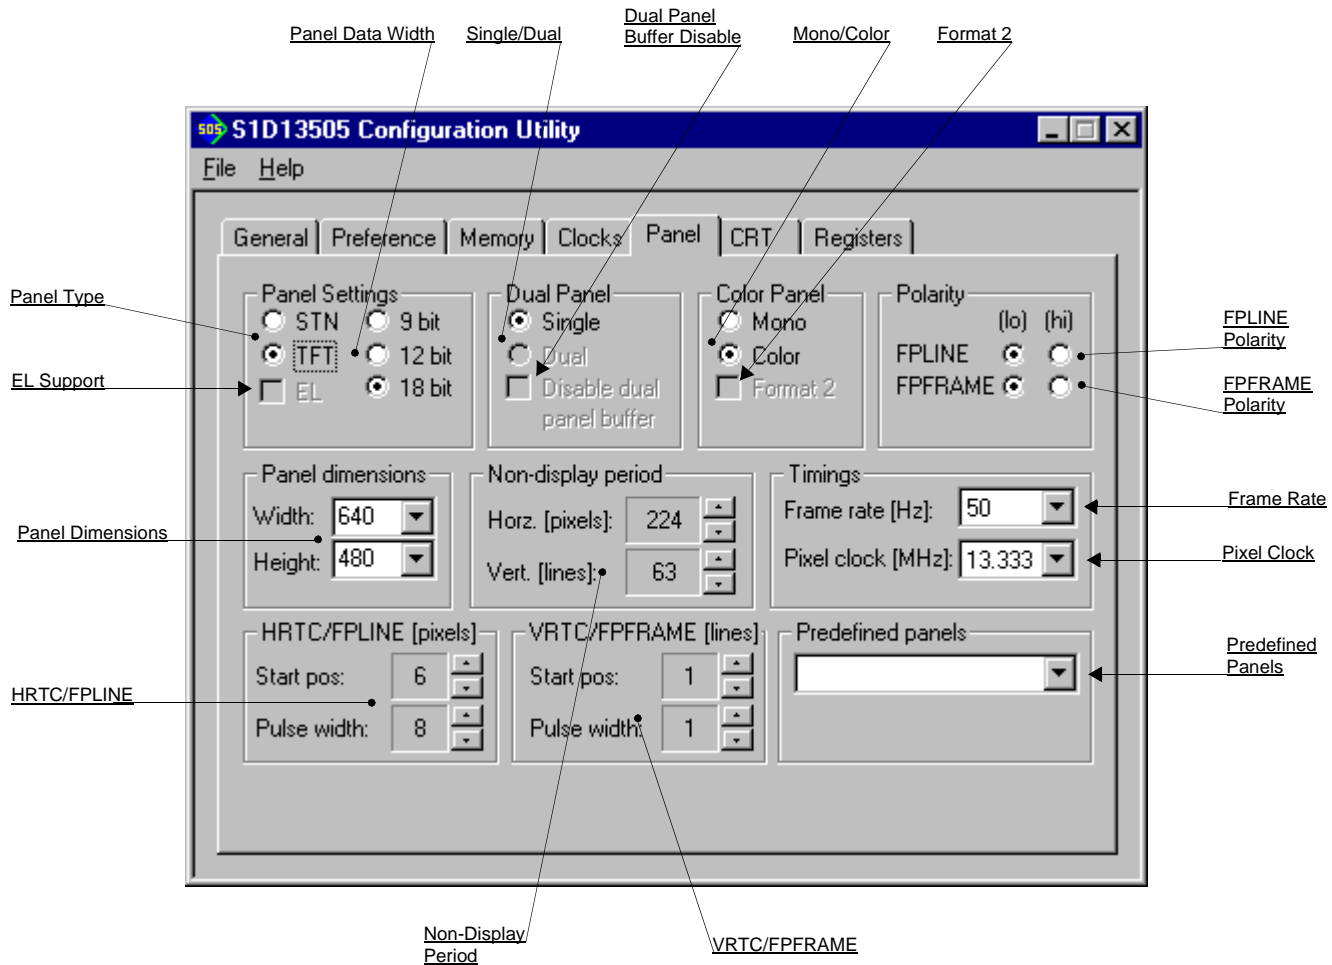 Dual Panel
Buffer Disable
Panel Data Width
Single/Dual
Mono/Color
Format 2
505
S1D13505 Configuration Utility
File Help
General Preference Memory Clocks Panel CRT Registers
Panel Type
EL Support
Panel Settings
STN 9 bit
TFT 12 bit
EL 18 bit
Dual Panel
Single
Dual
Disable dual
panel buffer
Color Panel
Mono
Color
Format 2
Polarity
(lo) (hi)
FPLINE
FPFRAME
FPLINE
Polarity
FPFRAME
Polarity
Panel Dimensions
Panel dimensions
Width: 640
Height: 480
Non-display period
Horz. [pixels]: 224
Vert. [lines]: 63
Timings
Frame rate [Hz]: 50
Pixel clock [MHz]: 13.333
Frame Rate
Pixel Clock
HRTC/FPLINE
HRTC/FPLINE [pixels]
Start pos: 6
Pulse width: 8
VRTC/FPFRAME [lines]
Start pos: 1
Pulse width: 1
Predefined panels
Predefined
Panels
Non-Display
Period
VRTC/FPFRAME